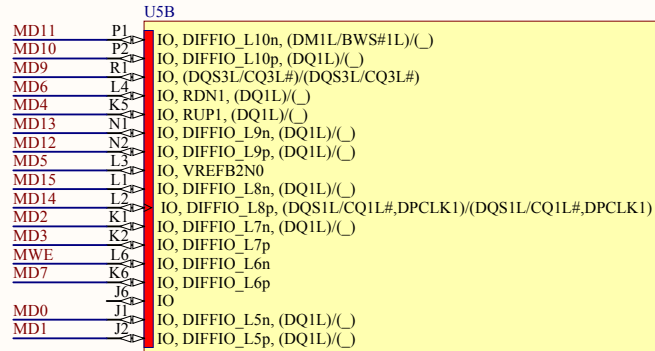 U5B
MD11 P1 IO, DIFFIO_L10n, (DM1L/BWS#1L)/(_)
MD10 P2 IO, DIFFIO_L10p, (DQ1L)/(_)
MD9 R1 IO, (DQS3L/CQ3L#)/(DQS3L/CQ3L#)
MD6 L4 IO, RDN1, (DQ1L)/(_)
MD4 K5 IO, RUP1, (DQ1L)/(_)
MD13 N1 IO, DIFFIO_L9n, (DQ1L)/(_)
MD12 N2 IO, DIFFIO_L9p, (DQ1L)/(_)
MD5 L3 IO, VREFB2N0
MD15 L1 IO, DIFFIO_L8n, (DQ1L)/(_)
MD14 L2 IO, DIFFIO_L8p, (DQS1L/CQ1L#,DPCLK1)/(DQS1L/CQ1L#,DPCLK1)
MD2 K1 IO, DIFFIO_L7n, (DQ1L)/(_)
MD3 K2 IO, DIFFIO_L7p
MWE L6 IO, DIFFIO_L6n
MD7 K6 IO, DIFFIO_L6p
J6 IO
MD0 J1 IO, DIFFIO_L5n, (DQ1L)/(_)
MD1 J2 IO, DIFFIO_L5p, (DQ1L)/(_)